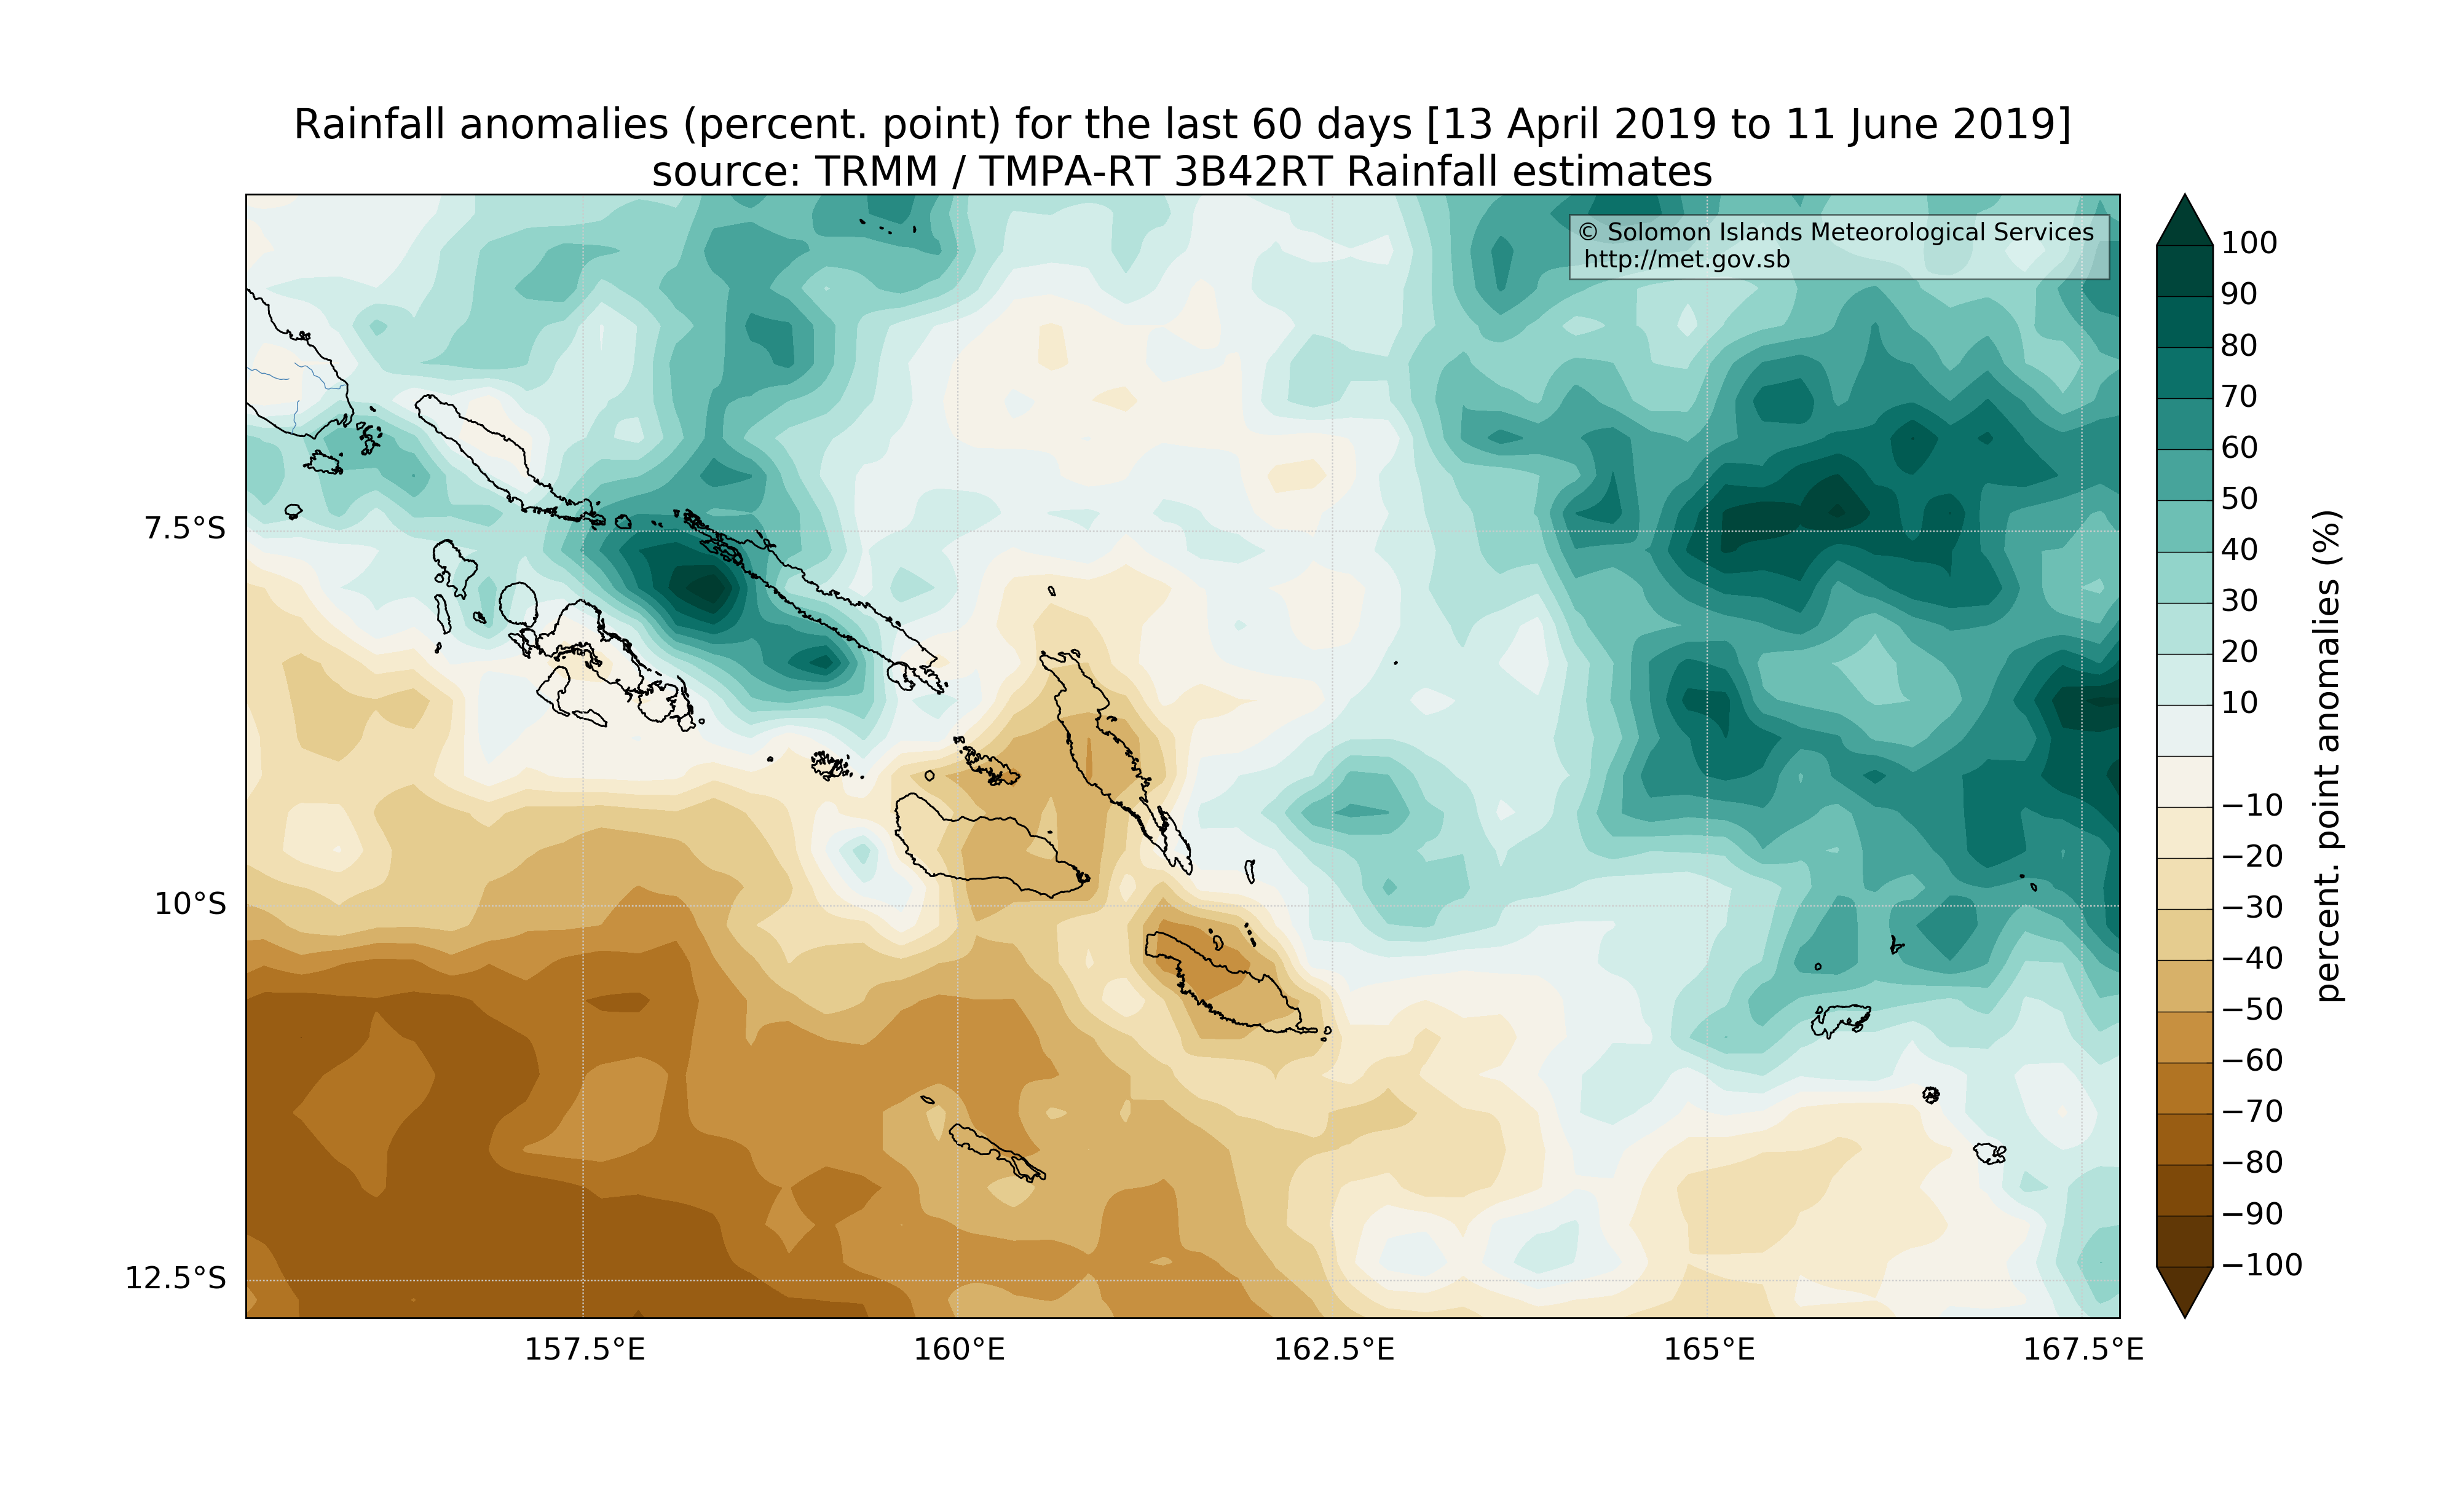 Rainfall anomalies (percent. point) for the last 60 days [13 April 2019 to 11 June 2019]
source: TRMM / TMPA-RT 3B42RT Rainfall estimates
© Solomon Islands Meteorological Services
http://met.gov.sb
7.5°S
10°S
12.5°S
157.5°E
160°E
162.5°E
165°E
167.5°E
100
90
80
70
60
50
40
30
20
10
−10
−20
−30
−40
−50
−60
−70
−80
−90
−100
percent. point anomalies (%)